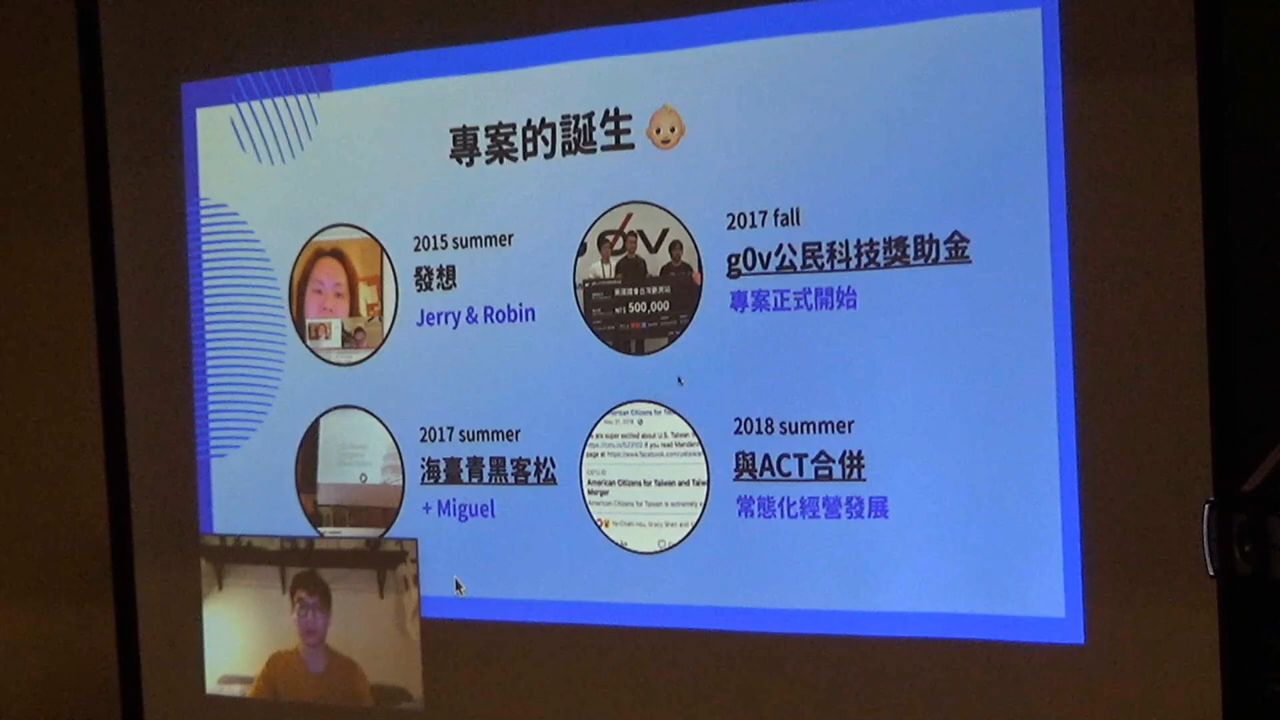 專案的誕生
2015 summer
發想
Jerry & Robin
2017 fall
g0v公民科技獎助金
專案正式開始
g0v
NT$ 500,000
2017 summer
海臺青黑客松
+ Miguel
2018 summer
與ACT合併
常態化經營發展
American Citizens for Taiwan and Taiw
Merger